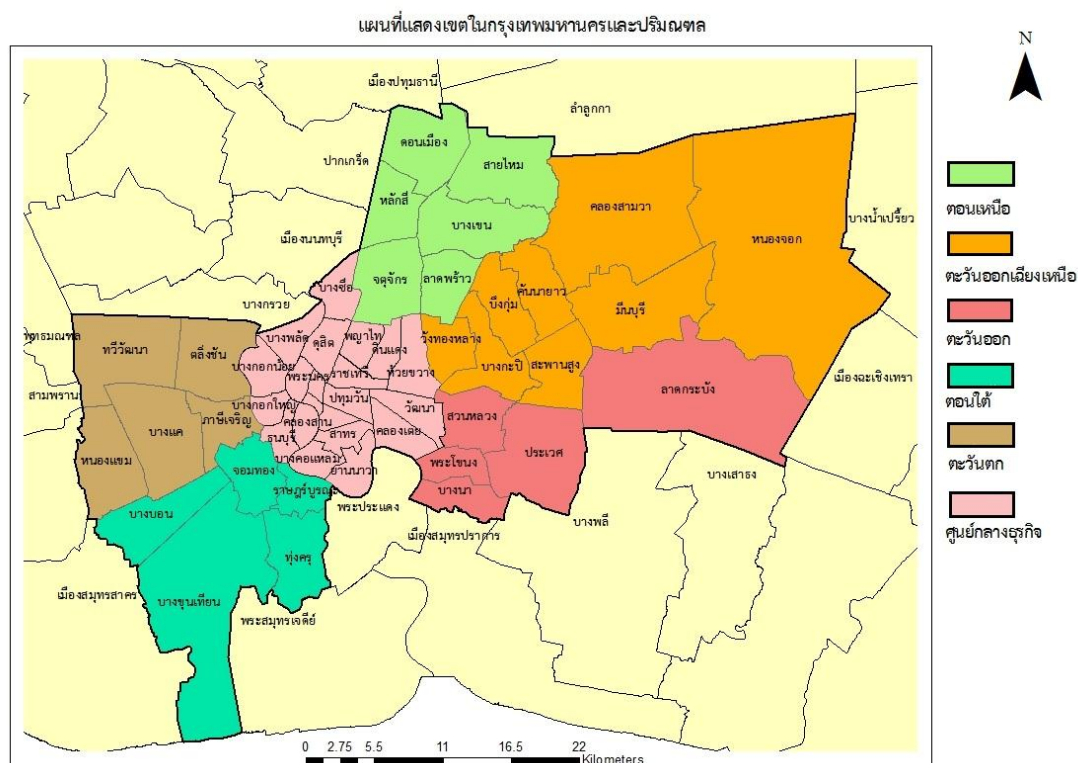 แผนที่แสดงเขตในกรุงเทพมหานครและปริมณฑล
N
เมืองปทุมธานี
ลำลูกกา
ดอนเมือง
สายไหม
ปากเกร็ด
หลักสี่
คลองสามวา
บางน้ำเปรี้ยว
บางเขน
หนองจอก
เมืองนนทบุรี
จตุจักร
ลาดพร้าว
บางซื่อ
คันนายาว
บึงกุ่ม
มีนบุรี
บางกรวย
พุทธมณฑล
ทวีวัฒนา
ตลิ่งชัน
บางพลัด
ดุสิต
พญาไท
ดินแดง
วังทองหลาง
บางกะปิ
สะพานสูง
เมืองฉะเชิงเทรา
บางกอกน้อย
พระนคร
ราชเทวี
ห้วยขวาง
สามพราน
ลาดกระบัง
ปทุมวัน
วัฒนา
บางกอกใหญ่
ภาษีเจริญ
คลองสาน
สวนหลวง
บางแค
ธนบุรี
สาทร
คลองเตย
ประเวศ
หนองแขม
บางคอแหลม
ยานนาวา
พระโขนง
จอมทอง
ราษฎร์บูรณะ
บางนา
บางเสาธง
บางบอน
พระประแดง
บางพลี
เมืองสมุทรปราการ
ทุ่งครุ
เมืองสมุทรสาคร
บางขุนเทียน
พระสมุทรเจดีย์
ตอนเหนือ
ตะวันออกเฉียงเหนือ
ตะวันออก
ตอนใต้
ตะวันตก
ศูนย์กลางธุรกิจ
0 2.75 5.5 11 16.5 22
Kilometers